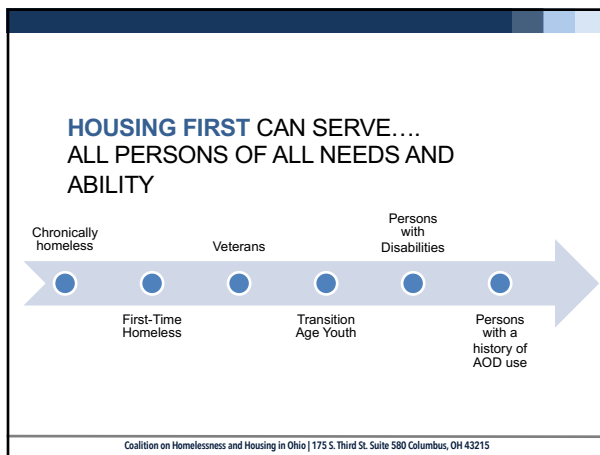 HOUSING FIRST CAN SERVE….
ALL PERSONS OF ALL NEEDS AND
ABILITY
Chronically
homeless
First-Time
Homeless
Veterans
Transition
Age Youth
Persons
with
Disabilities
Persons
with a
history of
AOD use
Coalition on Homelessness and Housing in Ohio | 175 S. Third St. Suite 580 Columbus, OH 43215